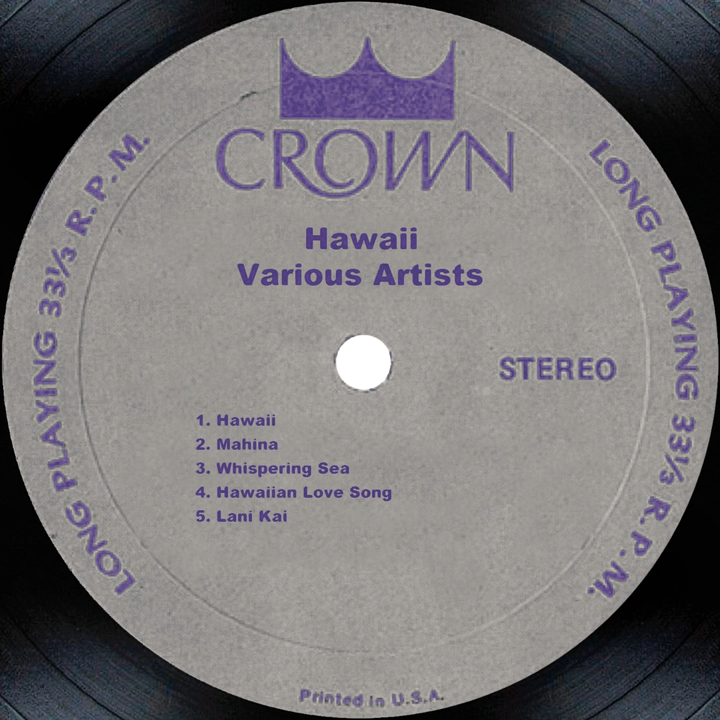 CROWN
Hawaii
Various Artists
LONG PLAYING 33⅓ R.P.M.
LONG PLAYING 33⅓ R.P.M.
STEREO
1. Hawaii
2. Mahina
3. Whispering Sea
4. Hawaiian Love Song
5. Lani Kai
Printed in U.S.A.